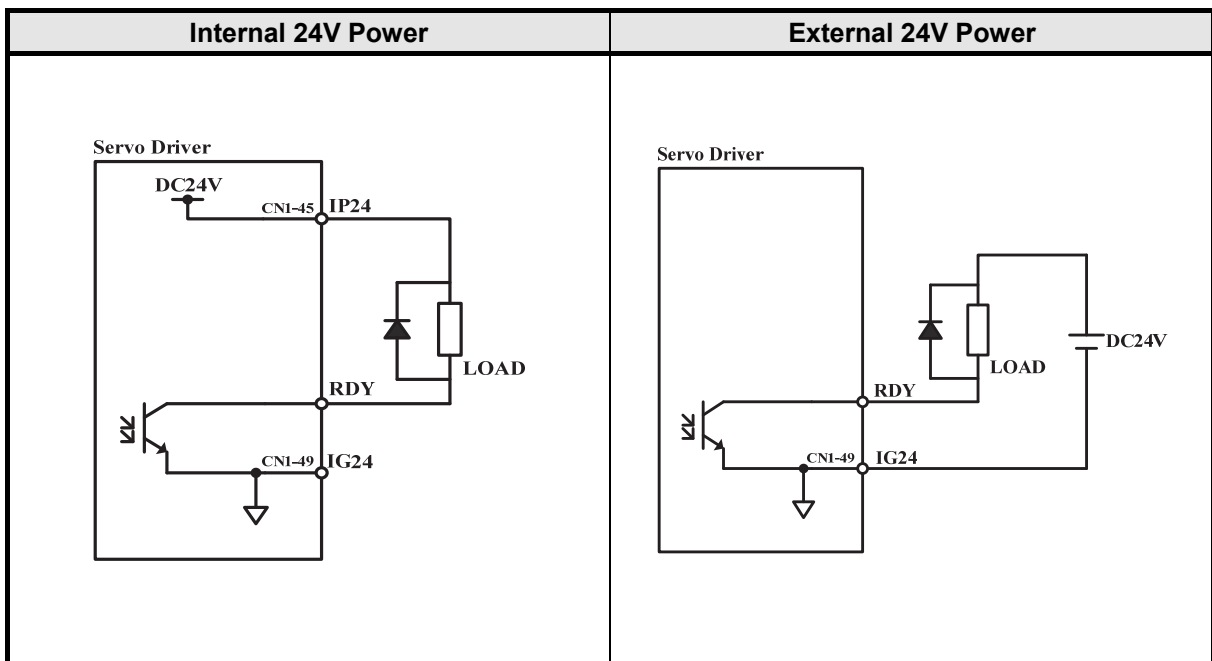 Internal 24V Power
External 24V Power
Servo Driver
DC24V
CN1-45
IP24
LOAD
RDY
CN1-49
IG24
Servo Driver
DC24V
LOAD
RDY
CN1-49
IG24